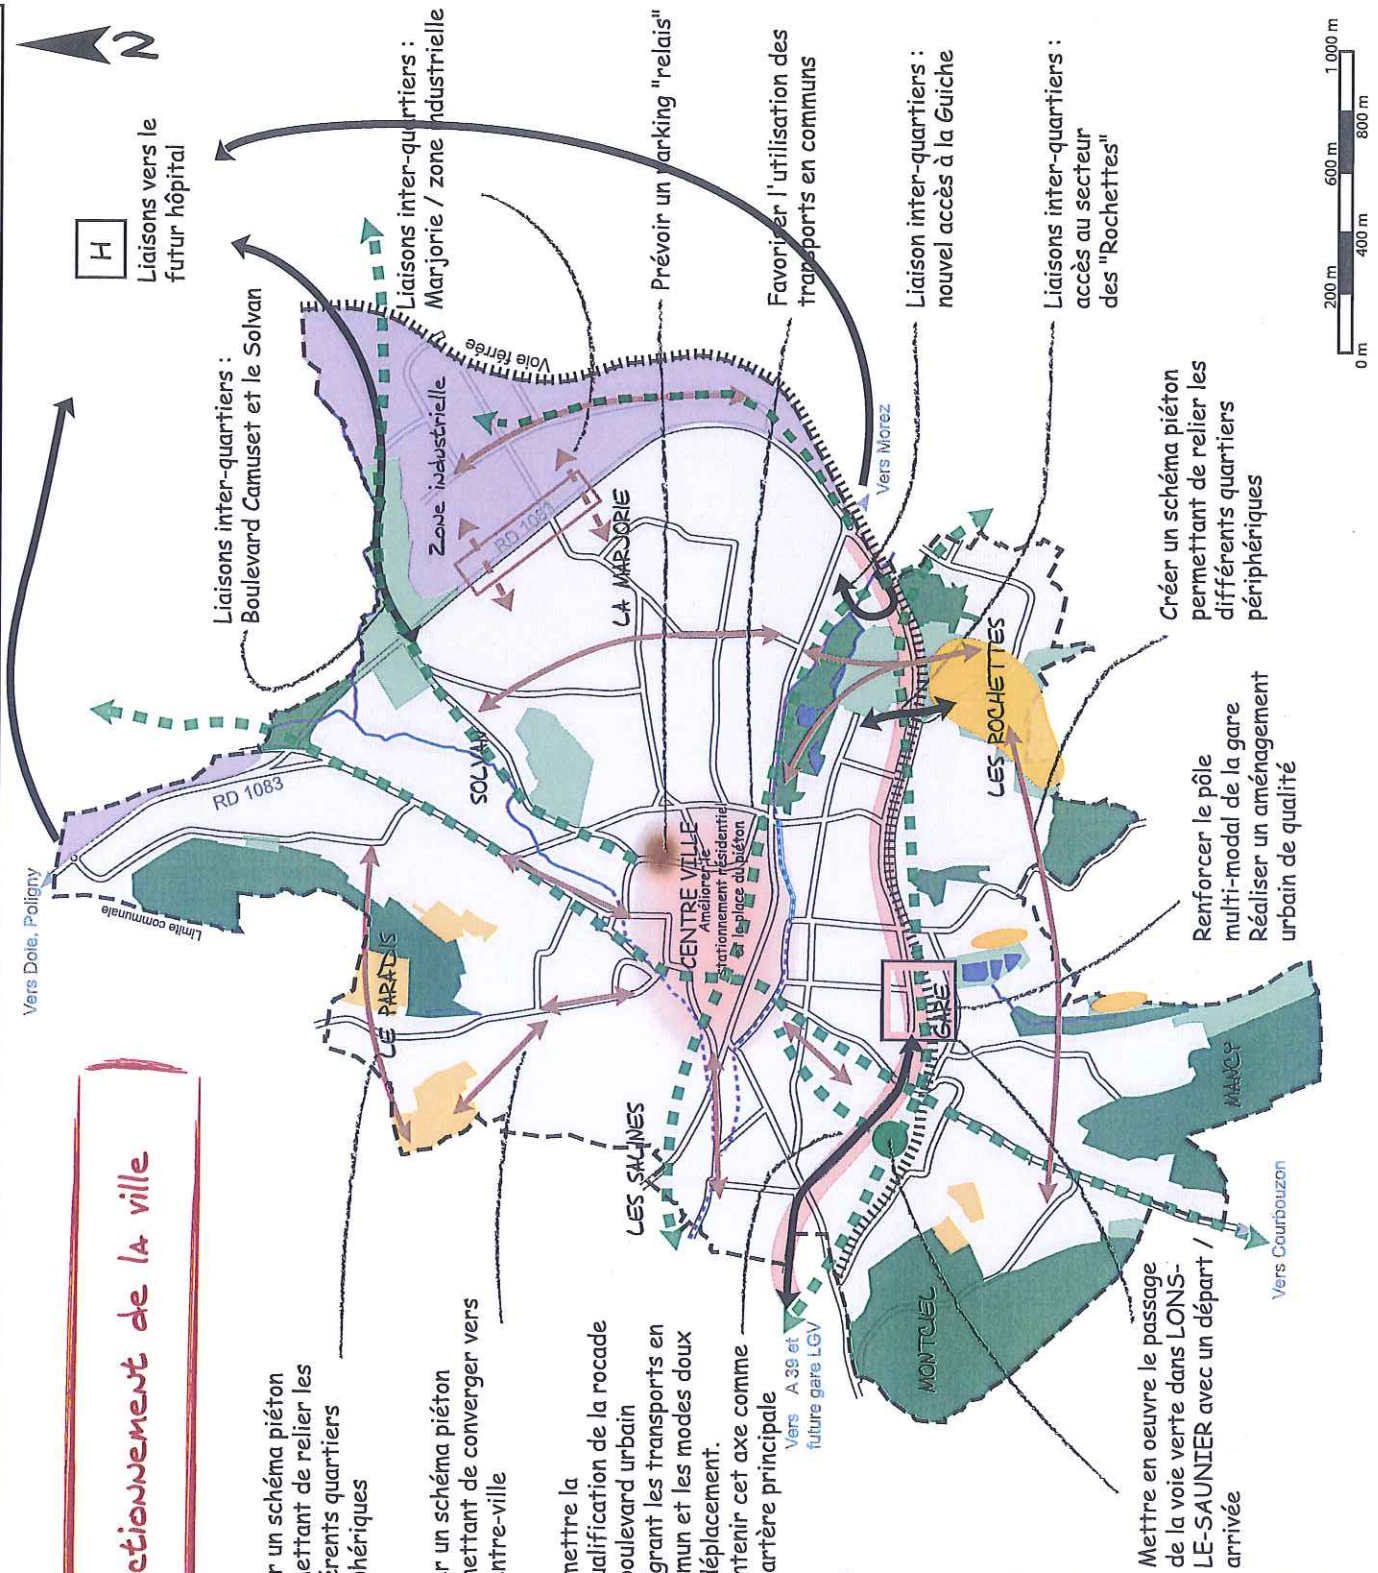 ctionnement de la ville
Vers Dole, Poligny
N
H
Liaisons vers le
futur hôpital
Liaisons inter-quartiers :
Boulevard Camuset et le Solvan
Liaisons inter-quartiers :
Marjorie / zone industrielle
Prévoir un parking "relais"
Favoriser l'utilisation des
transports en communs
Liaison inter-quartiers :
nouvel accès à la Guiche
Liaisons inter-quartiers :
accès au secteur
des "Rochettes"
Créer un schéma piéton
permettant de relier les
différents quartiers
périphériques
Renforcer le pôle
multi-modal de la gare
Réaliser un aménagement
urbain de qualité
r un schéma piéton
ettant de relier les
érents quartiers
hériques
r un schéma piéton
ettant de converger vers
entre-ville
mettre la
ualification de la rocade
boulevard urbain
grant les transports en
mun et les modes doux
déplacement.
ntenir cet axe comme
artère principale
Mettre en oeuvre le passage
de la voie verte dans LONS-
LE-SAUNIER avec un départ /
arrivée
Limite communale
RD 1083
LE PARADIS
SOLVAN
Zone industrielle
Voie férrée
RD 1083
LA MARJORIE
CENTRE VILLE
Améliorer le
stationnement résidentiel
et la place du piéton
LES SALINES
Vers A 39 et
future gare LGV
Vers Morez
GARE
LES ROCHETTES
MONTCIEL
MANCY
Vers Courbouzon
0 m
200 m
400 m
600 m
800 m
1 000 m